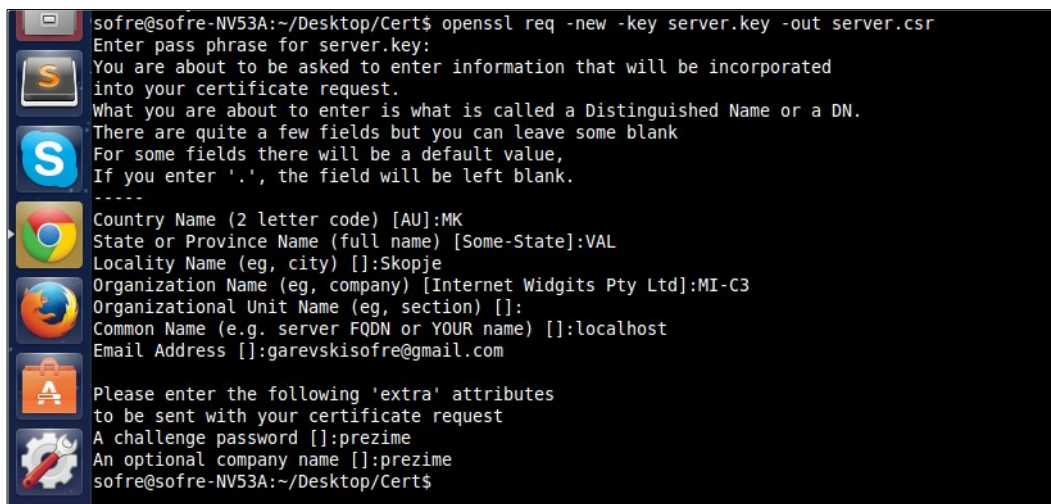 sofre@sofre-NV53A:~/Desktop/Cert$ openssl req -new -key server.key -out server.csr
Enter pass phrase for server.key:
You are about to be asked to enter information that will be incorporated
into your certificate request.
What you are about to enter is what is called a Distinguished Name or a DN.
There are quite a few fields but you can leave some blank
For some fields there will be a default value,
If you enter '.', the field will be left blank.
-----
Country Name (2 letter code) [AU]:MK
State or Province Name (full name) [Some-State]:VAL
Locality Name (eg, city) []:Skopje
Organization Name (eg, company) [Internet Widgits Pty Ltd]:MI-C3
Organizational Unit Name (eg, section) []:
Common Name (e.g. server FQDN or YOUR name) []:localhost
Email Address []:garevskisofre@gmail.com
Please enter the following 'extra' attributes
to be sent with your certificate request
A challenge password []:prezime
An optional company name []:prezime
sofre@sofre-NV53A:~/Desktop/Cert$